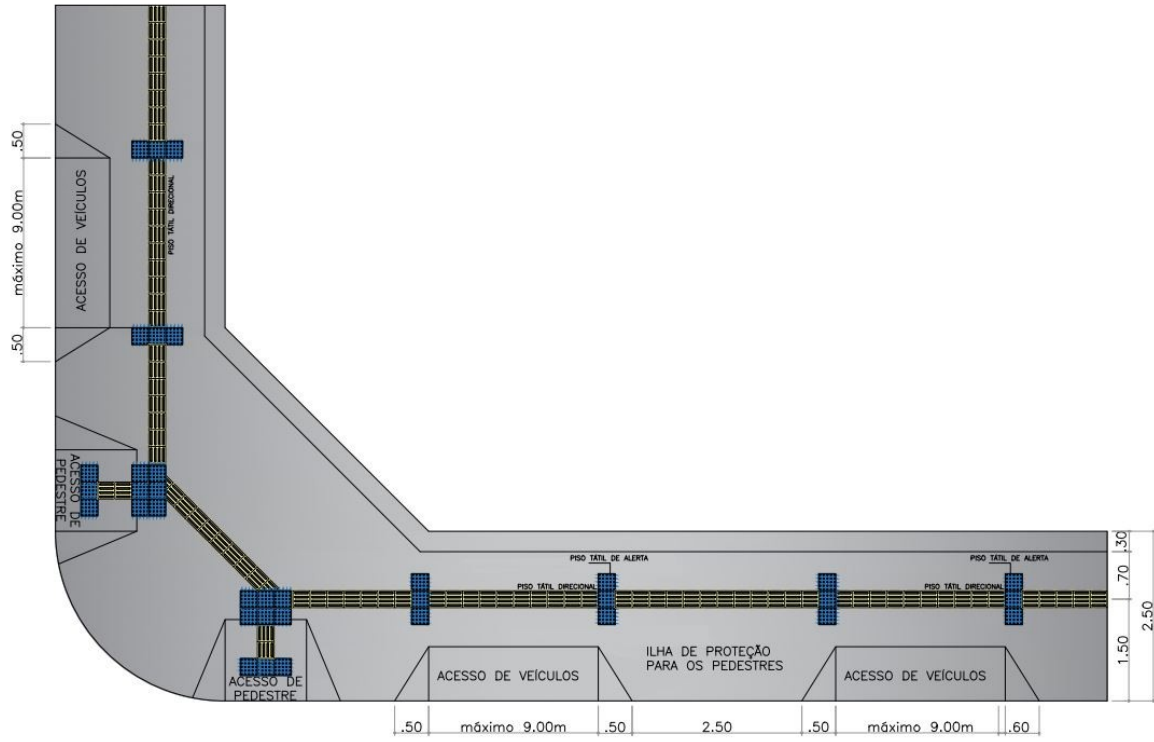 .50
máximo 9.00m
.50
ACESSO DE VEÍCULOS
PISO TÁTIL DIRECIONAL
ACESSO DE
PEDESTRE
ACESSO DE
PEDESTRE
PISO TÁTIL DE ALERTA
PISO TÁTIL DIRECIONAL
PISO TÁTIL DE ALERTA
PISO TÁTIL DIRECIONAL
ILHA DE PROTEÇÃO
PARA OS PEDESTRES
ACESSO DE VEÍCULOS
ACESSO DE VEÍCULOS
.30
.70
1.50
2.50
.50
máximo 9.00m
.50
2.50
.50
máximo 9.00m
.60